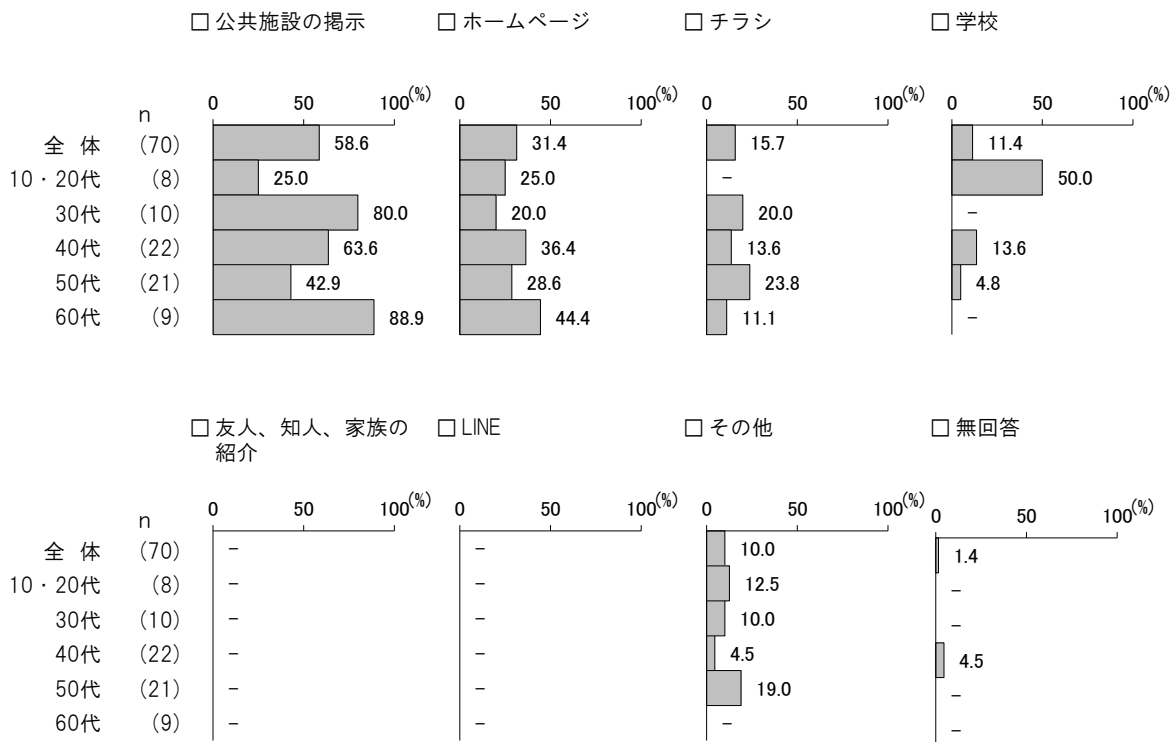 □ 公共施設の掲示 □ ホームページ □ チラシ □ 学校
0 50 100(%) 0 50 100(%) 0 50 100(%) 0 50 100(%)
n
全 体 (70) 58.6 31.4 15.7 11.4
10・20代 (8) 25.0 25.0 − 50.0
30代 (10) 80.0 20.0 20.0 −
40代 (22) 63.6 36.4 13.6 13.6
50代 (21) 42.9 28.6 23.8 4.8
60代 (9) 88.9 44.4 11.1 −
□ 友人、知人、家族の □ LINE □ その他 □ 無回答
紹介
0 50 100(%) 0 50 100(%) 0 50 100(%) 0 50 100(%)
n
全 体 (70) − − 10.0 1.4
10・20代 (8) − − 12.5 −
30代 (10) − − 10.0 −
40代 (22) − − 4.5 4.5
50代 (21) − − 19.0 −
60代 (9) − − − −